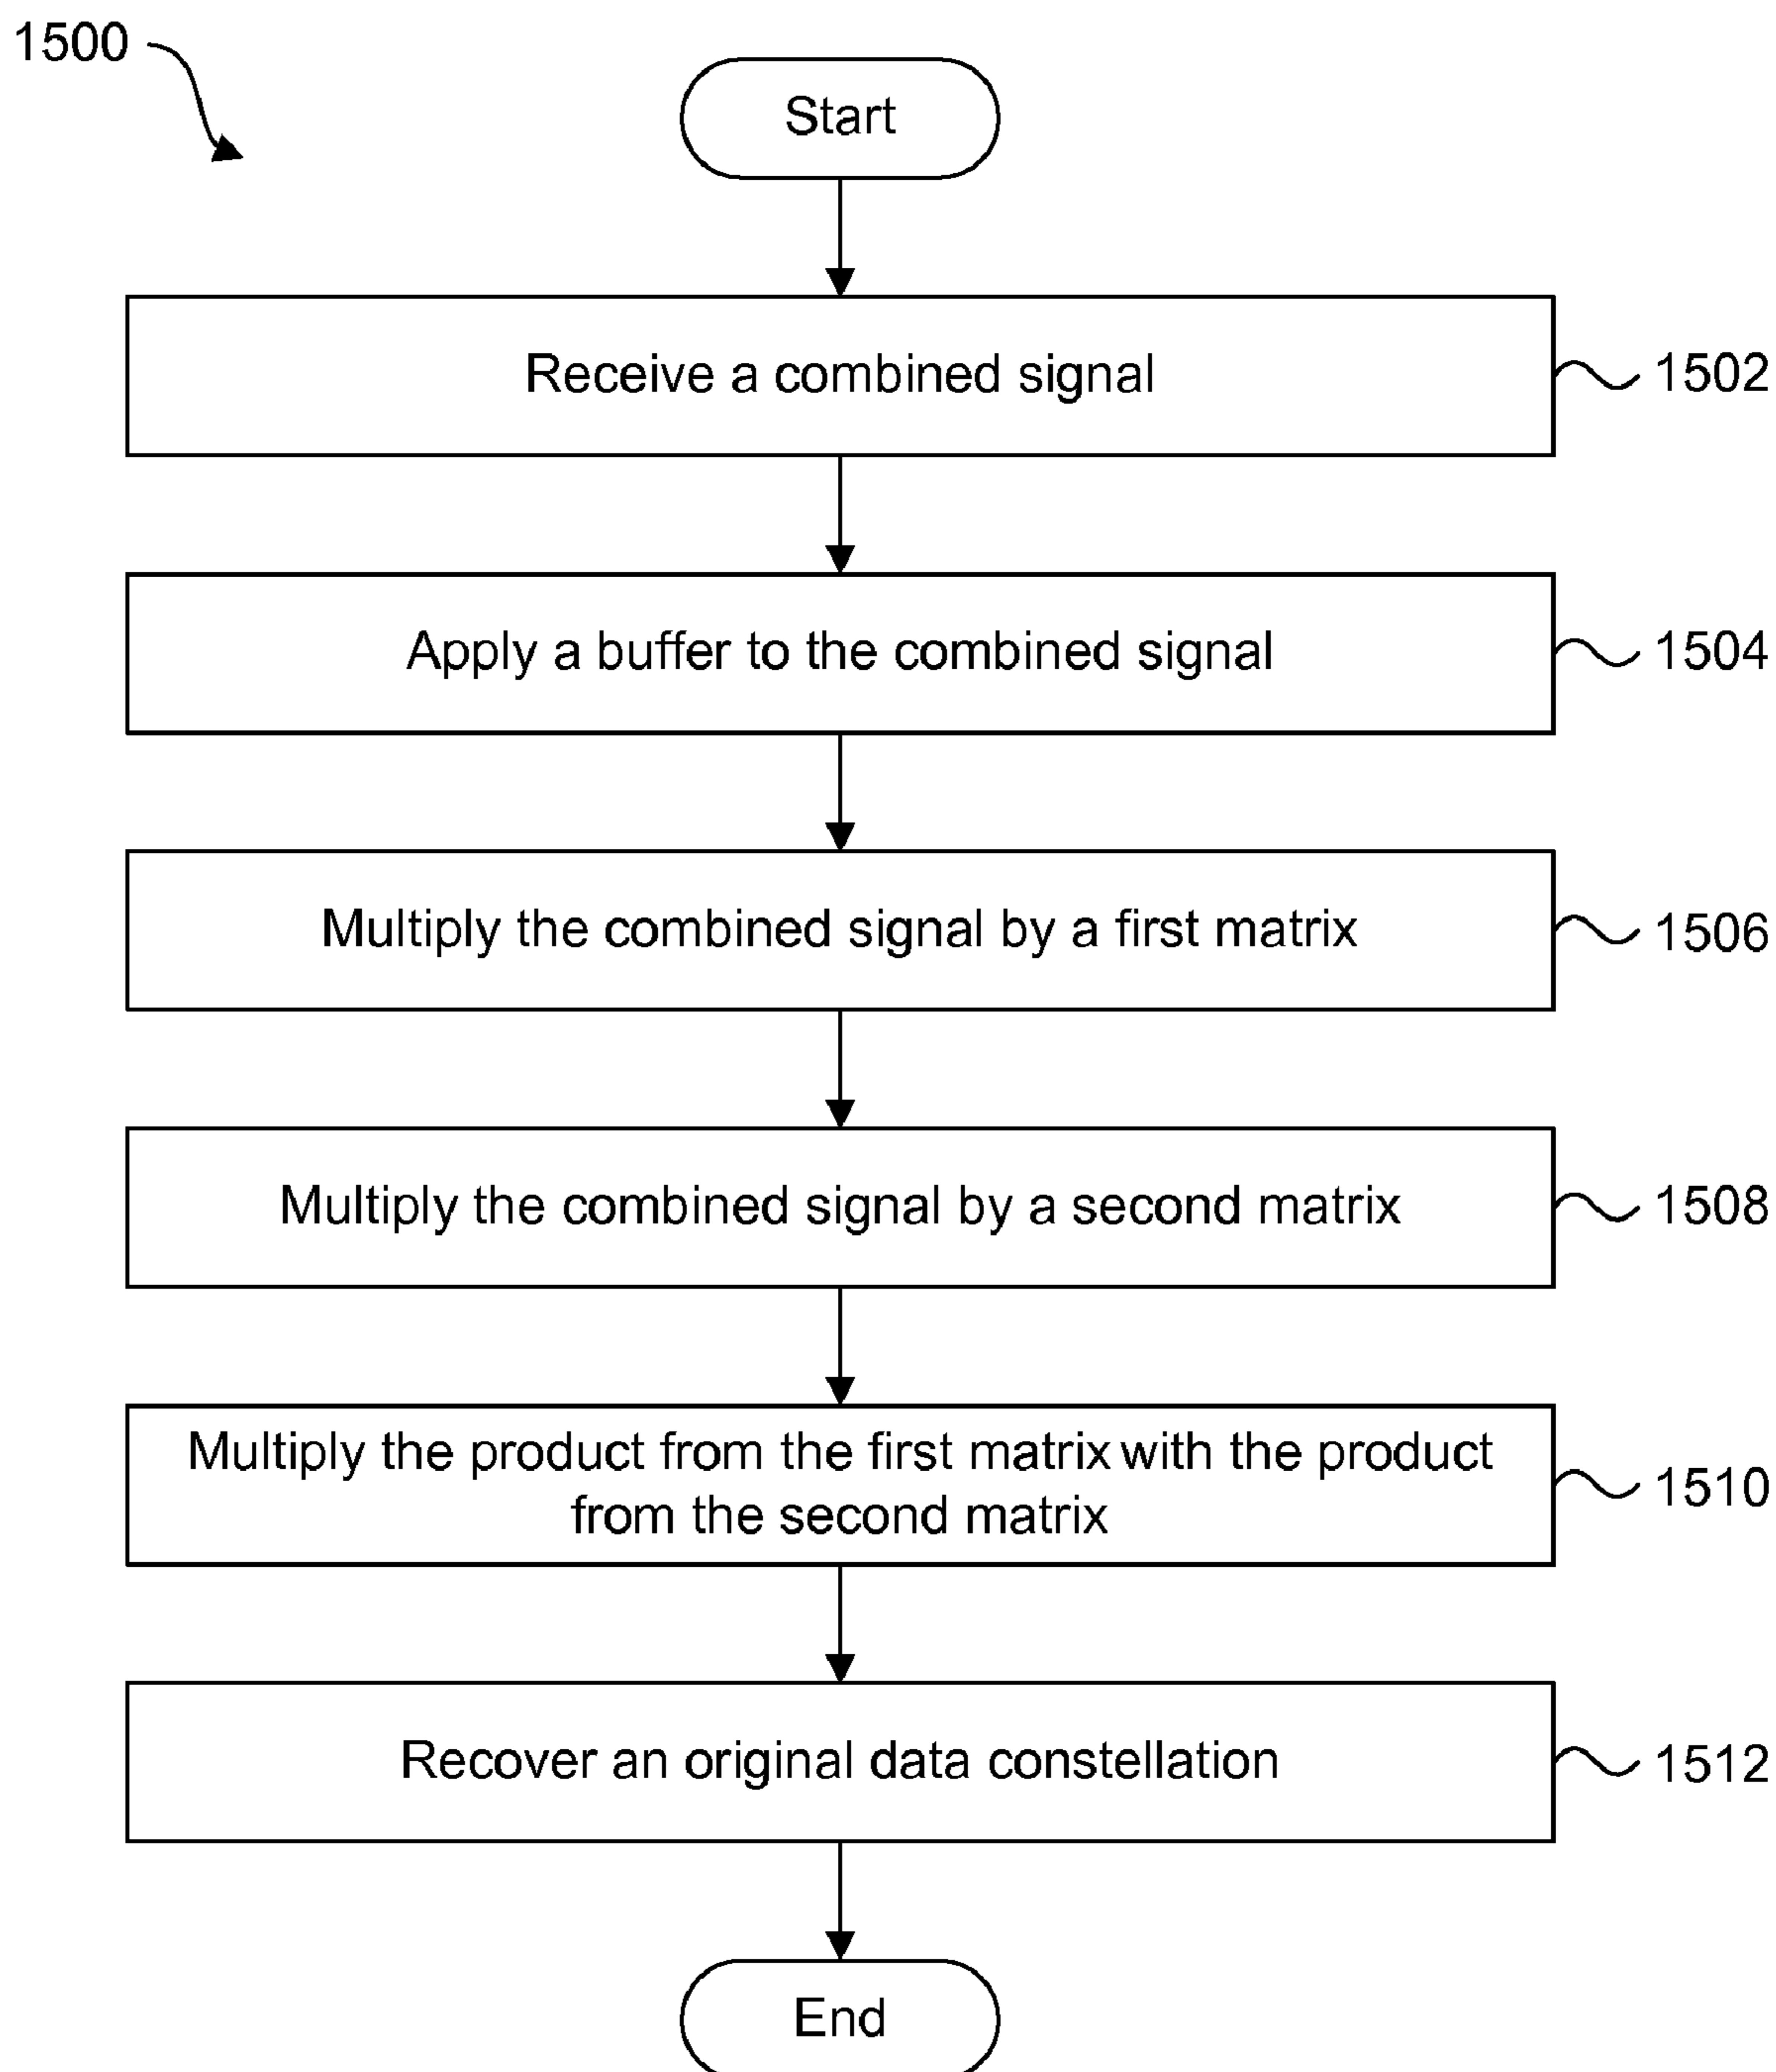 1500
Start
Receive a combined signal
1502
Apply a buffer to the combined signal
1504
Multiply the combined signal by a first matrix
1506
Multiply the combined signal by a second matrix
1508
Multiply the product from the first matrix with the product
from the second matrix
1510
Recover an original data constellation
1512
End